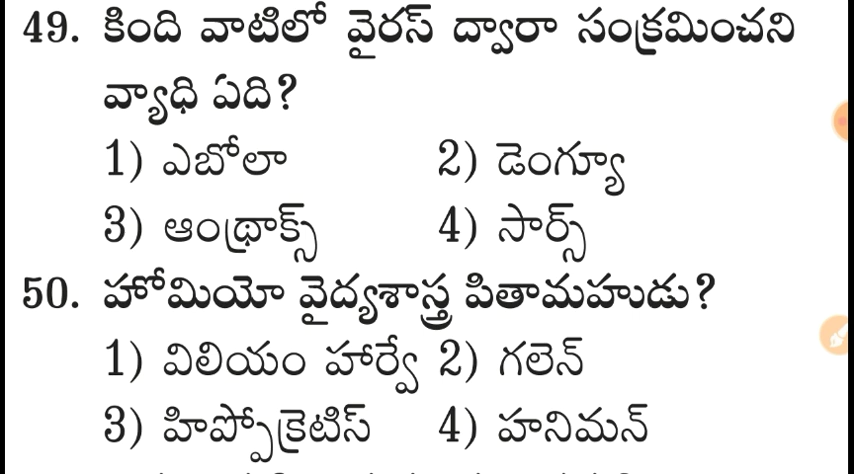 49. కింది వాటిలో వైరస్ ద్వారా సంక్రమించని
వ్యాధి ఏది?
1) ఎబోలా 2) డెంగ్యూ
3) ఆంథ్రాక్స్ 4) సార్స్
50. హోమియో వైద్యశాస్త్ర పితామహుడు?
1) విలియం హార్వే 2) గలెన్
3) హిప్పోక్రెటిస్ 4) హనిమన్